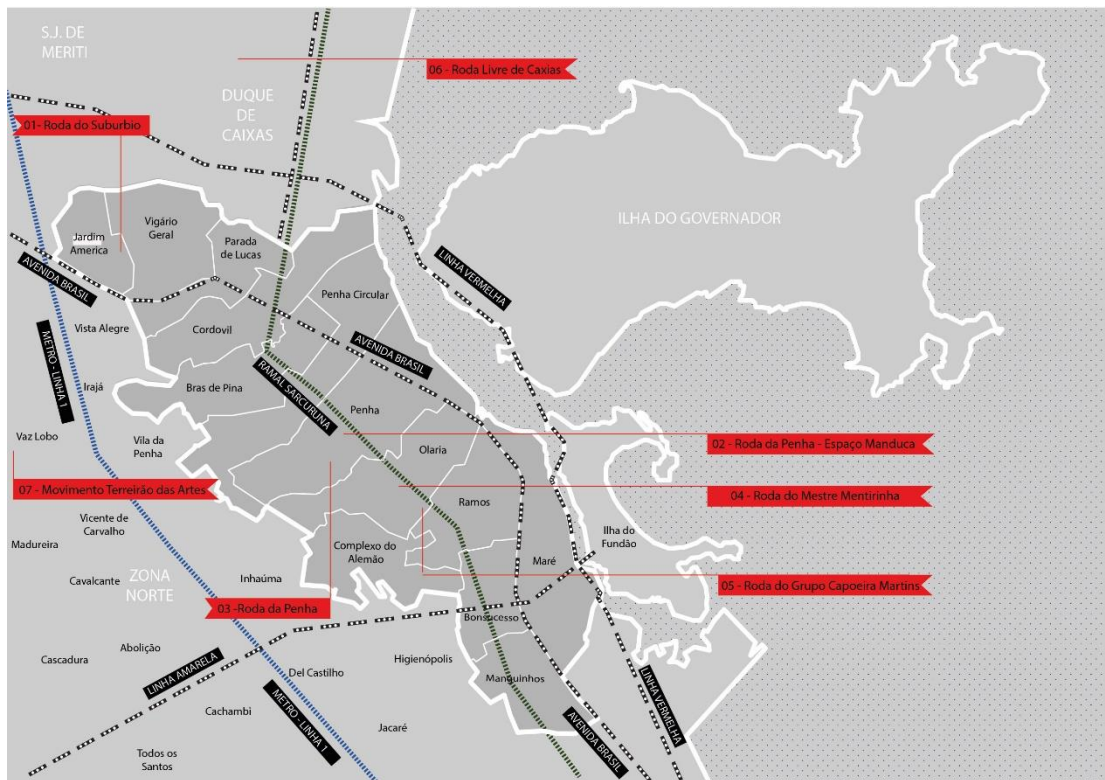 S.J. DE
MERITI
06 - Roda Livre de Caxias
DUQUE
DE
CAIXAS
01- Roda do Suburbio
ILHA DO GOVERNADOR
Vigário
Geral
Jardim
America
Parada
de Lucas
LINHA VERMELHA
AVENIDA BRASIL
Penha Circular
Vista Alegre
Cordovil
AVENIDA BRASIL
METRO - LINHA 1
RAMAL SARCURUNA
Irajá
Bras de Pina
Penha
Vaz Lobo
Vila da
Penha
Olaria
02 - Roda da Penha - Espaço Manduca
07 - Movimento Terreirão das Artes
04 - Roda do Mestre Mentirinha
Ramos
Vicente de
Carvalho
Ilha do
Fundão
Madureira
Complexo do
Alemão
Maré
ZONA
NORTE
Cavalcante
Inhaúma
05 - Roda do Grupo Capoeira Martins
03 -Roda da Penha
Bonsucesso
Abolição
Cascadura
LINHA AMARELA
Del Castilho
Higienópolis
Manguinhos
LINHA VERMELHA
METRO - LINHA 1
AVENIDA BRASIL
Cachambi
Jacaré
Todos os
Santos